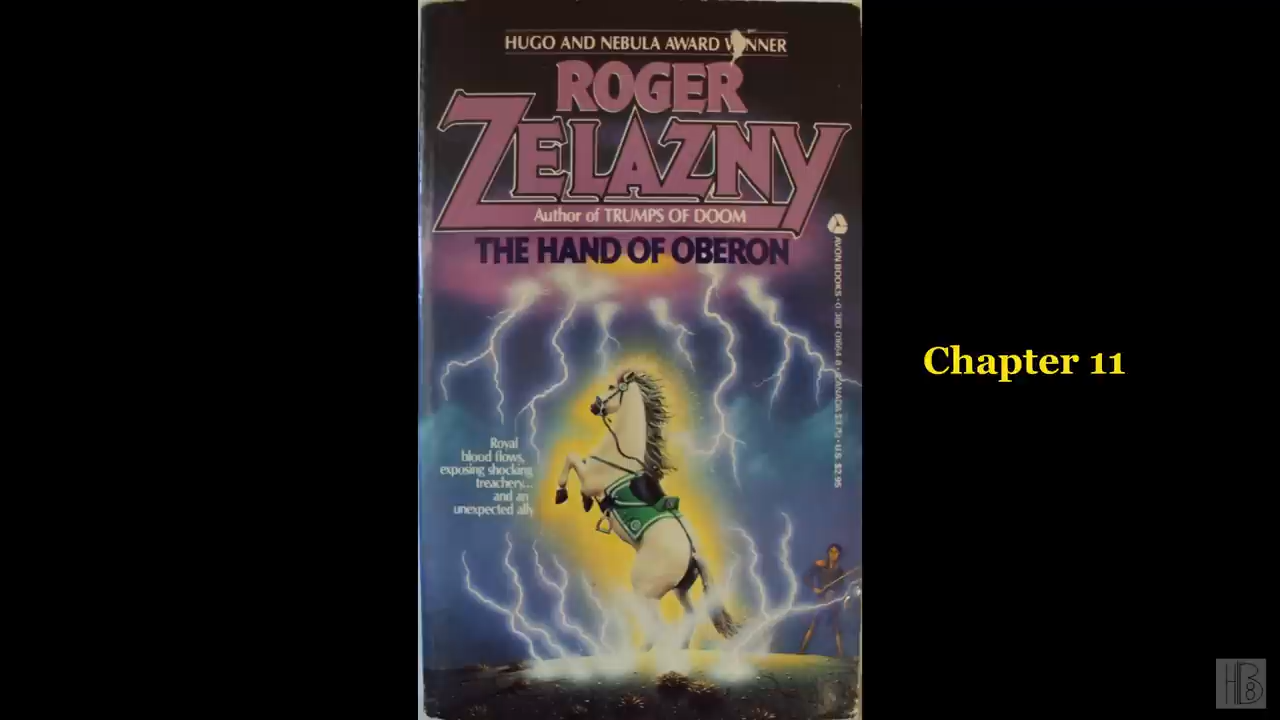 HUGO AND NEBULA AWARD WINNER
ROGER
ZELAZNY
Author of TRUMPS OF DOOM
THE HAND OF OBERON
Royal
blood flows,
exposing shocking
treachery...
and an
unexpected ally
Chapter 11